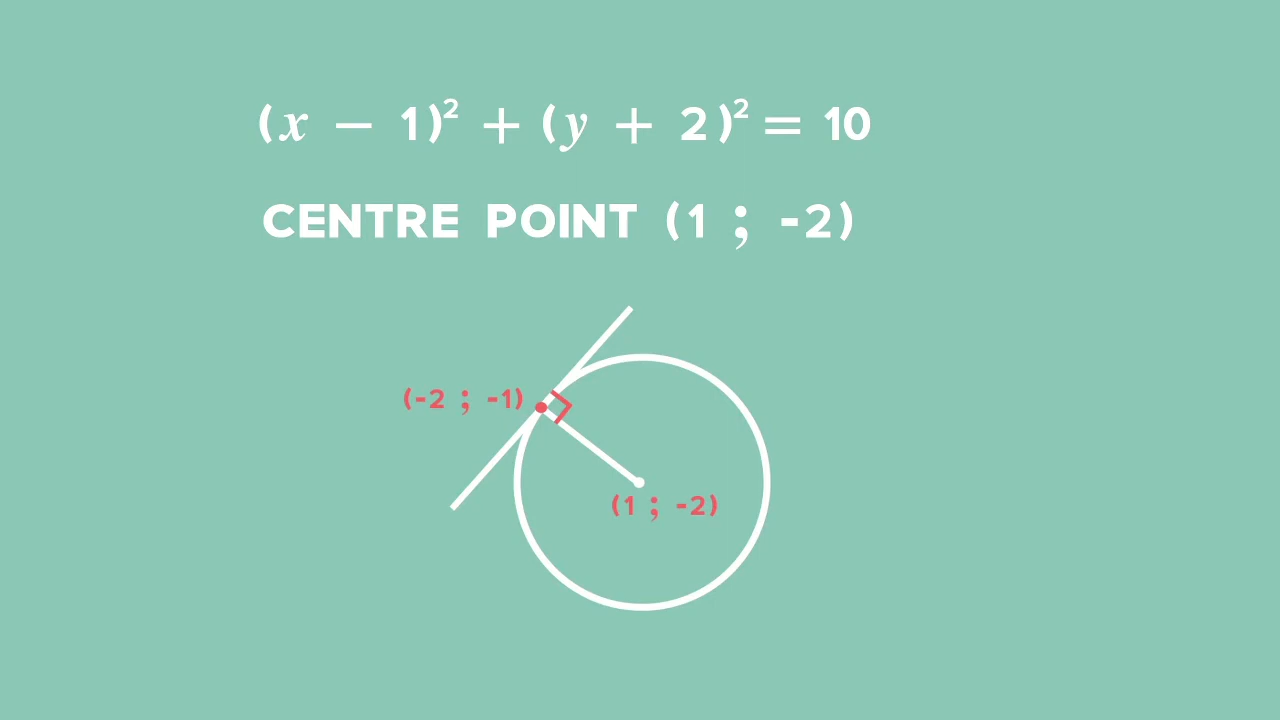 (x − 1)² + (y + 2)² = 10
CENTRE POINT (1 ; -2)
(-2 ; -1)
(1 ; -2)